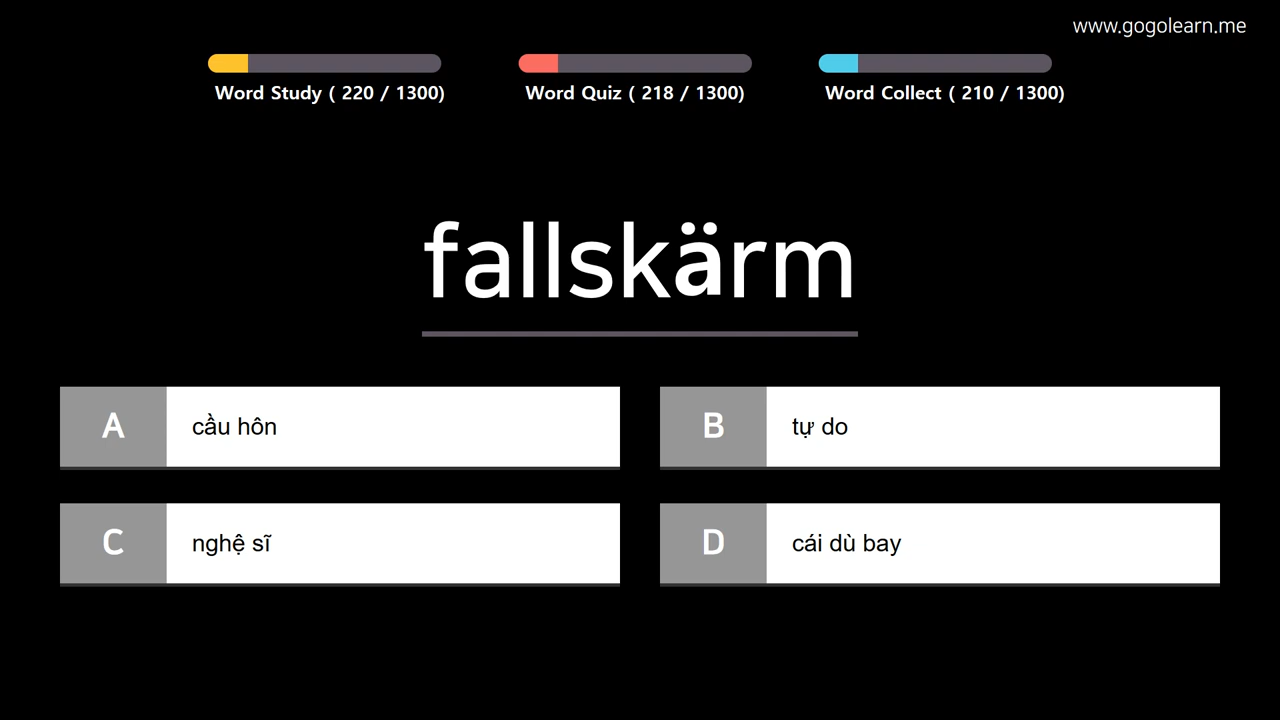 www.gogolearn.me
Word Study ( 220 / 1300)
Word Quiz ( 218 / 1300)
Word Collect ( 210 / 1300)
fallskärm
A cầu hôn
B tự do
C nghệ sĩ
D cái dù bay